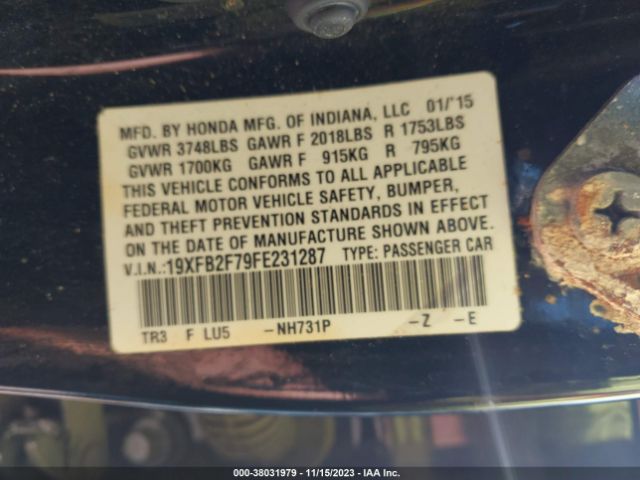 MFD. BY HONDA MFG. OF INDIANA, LLC 01/'15
GVWR 3748LBS GAWR F 2018LBS R 1753LBS
GVWR 1700KG GAWR F 915KG R 795KG
THIS VEHICLE CONFORMS TO ALL APPLICABLE
FEDERAL MOTOR VEHICLE SAFETY, BUMPER,
AND THEFT PREVENTION STANDARDS IN EFFECT
ON THE DATE OF MANUFACTURE SHOWN ABOVE.
V.I.N.:19XFB2F79FE231287 TYPE: PASSENGER CAR
TR3 F LU5 -NH731P -Z -E
000-38031979 - 11/15/2023 - IAA Inc.